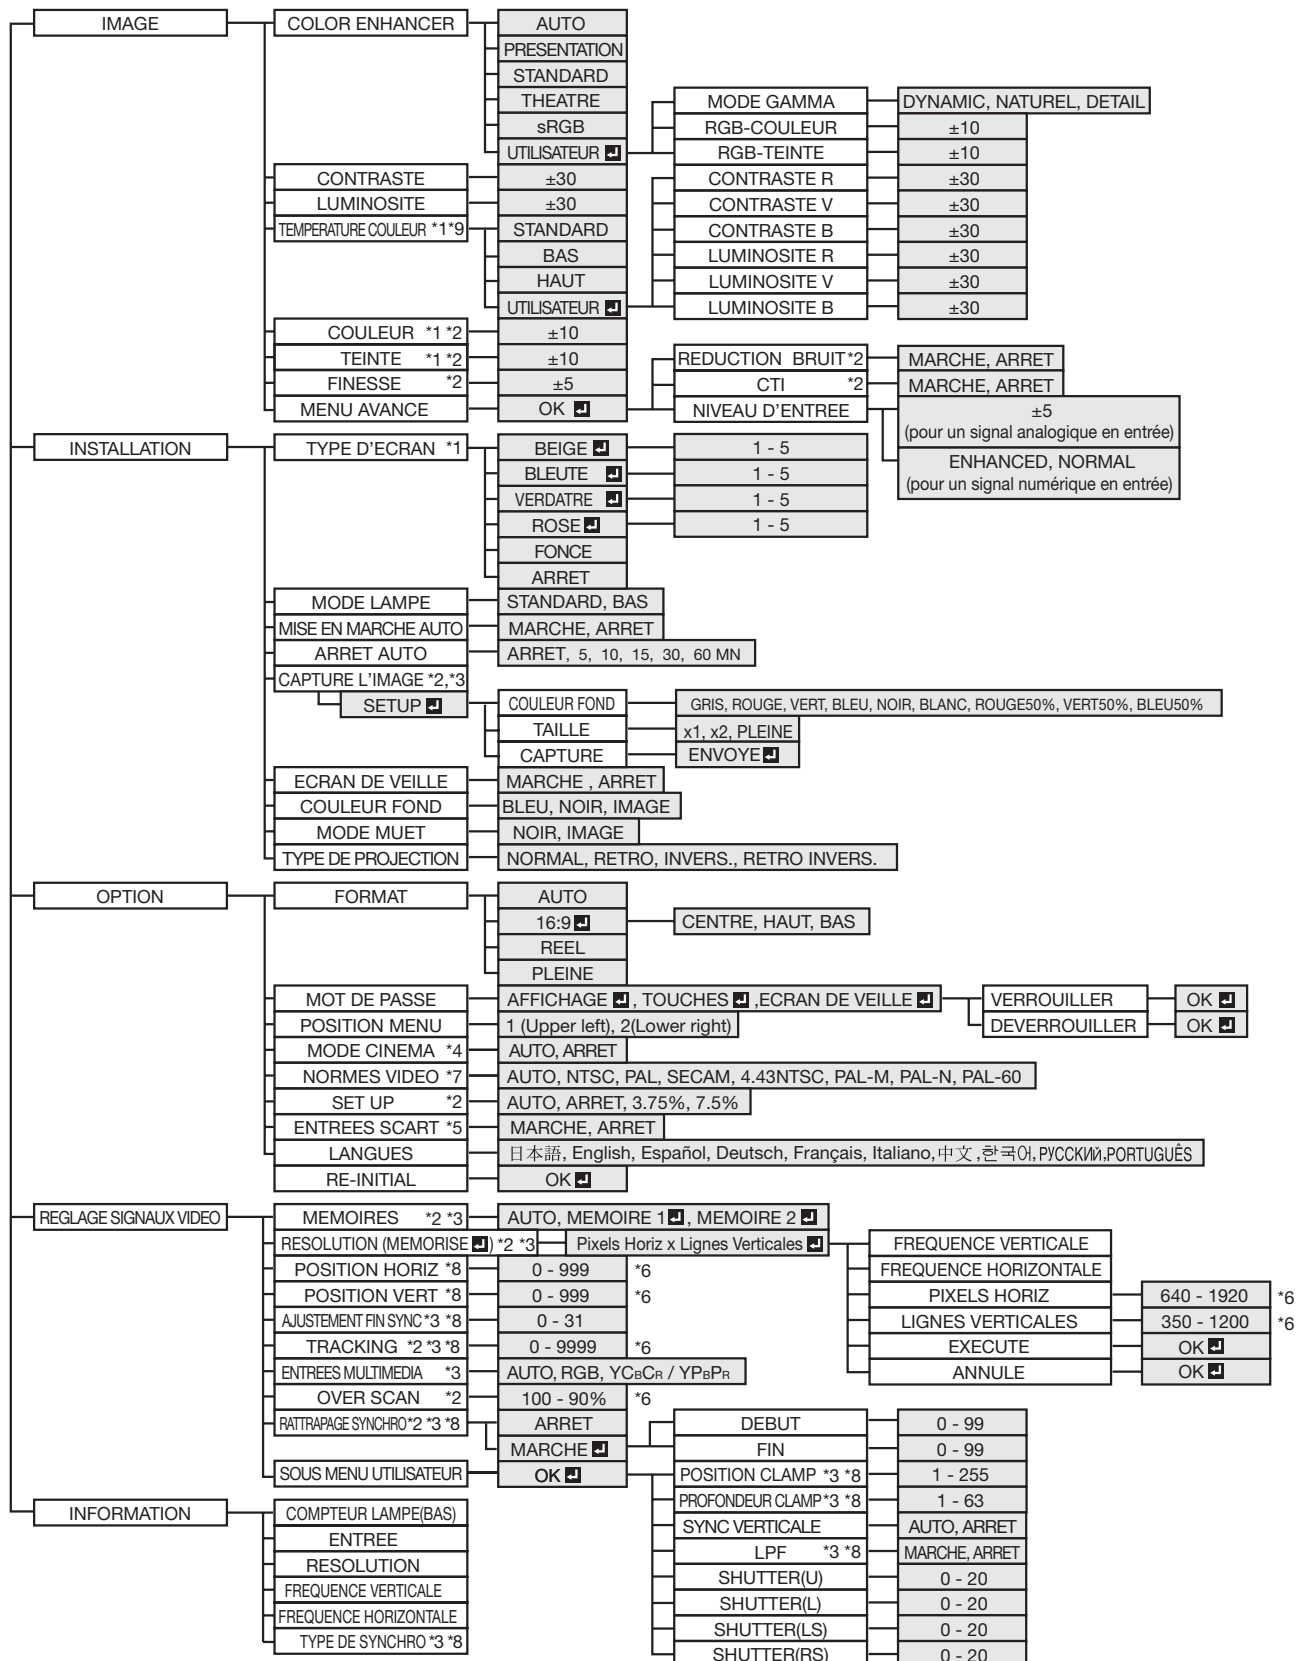 IMAGE COLOR ENHANCER AUTO
PRESENTATION
STANDARD
THEATRE MODE GAMMA DYNAMIC, NATUREL, DETAIL
sRGB RGB-COULEUR ±10
UTILISATEUR RGB-TEINTE ±10
CONTRASTE ±30 CONTRASTE R ±30
LUMINOSITE ±30 CONTRASTE V ±30
TEMPERATURE COULEUR *1*9 STANDARD CONTRASTE B ±30
BAS LUMINOSITE R ±30
HAUT LUMINOSITE V ±30
UTILISATEUR LUMINOSITE B ±30
COULEUR *1 *2 ±10
TEINTE *1 *2 ±10 REDUCTION BRUIT*2 MARCHE, ARRET
FINESSE *2 ±5 CTI *2 MARCHE, ARRET
MENU AVANCE OK NIVEAU D'ENTREE ±5
(pour un signal analogique en entrée)
INSTALLATION TYPE D'ECRAN *1 BEIGE 1 - 5 ENHANCED, NORMAL
BLEUTE 1 - 5 (pour un signal numérique en entrée)
VERDATRE 1 - 5
ROSE 1 - 5
FONCE
ARRET
MODE LAMPE STANDARD, BAS
MISE EN MARCHE AUTO MARCHE, ARRET
ARRET AUTO ARRET, 5, 10, 15, 30, 60 MN
CAPTURE L'IMAGE *2,*3
SETUP COULEUR FOND GRIS, ROUGE, VERT, BLEU, NOIR, BLANC, ROUGE50%, VERT50%, BLEU50%
TAILLE x1, x2, PLEINE
CAPTURE ENVOYE
ECRAN DE VEILLE MARCHE , ARRET
COULEUR FOND BLEU, NOIR, IMAGE
MODE MUET NOIR, IMAGE
TYPE DE PROJECTION NORMAL, RETRO, INVERS., RETRO INVERS.
OPTION FORMAT AUTO
16:9 CENTRE, HAUT, BAS
REEL
PLEINE
MOT DE PASSE AFFICHAGE , TOUCHES ,ECRAN DE VEILLE VERROUILLER OK
POSITION MENU 1 (Upper left), 2(Lower right) DEVERROUILLER OK
MODE CINEMA *4 AUTO, ARRET
NORMES VIDEO *7 AUTO, NTSC, PAL, SECAM, 4.43NTSC, PAL-M, PAL-N, PAL-60
SET UP *2 AUTO, ARRET, 3.75%, 7.5%
ENTREES SCART *5 MARCHE, ARRET
LANGUES 日本語, English, Español, Deutsch, Français, Italiano,中文 ,한국어, РУССКИЙ,PORTUGUÊS
RE-INITIAL OK
REGLAGE SIGNAUX VIDEO MEMOIRES *2 *3 AUTO, MEMOIRE 1 , MEMOIRE 2
RESOLUTION (MEMORISE ) *2 *3 Pixels Horiz x Lignes Verticales FREQUENCE VERTICALE
POSITION HORIZ *8 0 - 999 *6 FREQUENCE HORIZONTALE
POSITION VERT *8 0 - 999 *6 PIXELS HORIZ 640 - 1920 *6
AJUSTEMENT FIN SYNC *3 *8 0 - 31 LIGNES VERTICALES 350 - 1200 *6
TRACKING *2 *3 *8 0 - 9999 *6 EXECUTE OK
ENTREES MULTIMEDIA *3 AUTO, RGB, YCBCR / YPBPR ANNULE OK
OVER SCAN *2 100 - 90% *6
RATTRAPAGE SYNCHRO*2 *3 *8 ARRET DEBUT 0 - 99
MARCHE FIN 0 - 99
SOUS MENU UTILISATEUR OK POSITION CLAMP *3 *8 1 - 255
INFORMATION COMPTEUR LAMPE(BAS) PROFONDEUR CLAMP*3 *8 1 - 63
ENTREE SYNC VERTICALE AUTO, ARRET
RESOLUTION LPF *3 *8 MARCHE, ARRET
FREQUENCE VERTICALE SHUTTER(U) 0 - 20
FREQUENCE HORIZONTALE SHUTTER(L) 0 - 20
TYPE DE SYNCHRO *3 *8 SHUTTER(LS) 0 - 20
SHUTTER(RS) 0 - 20